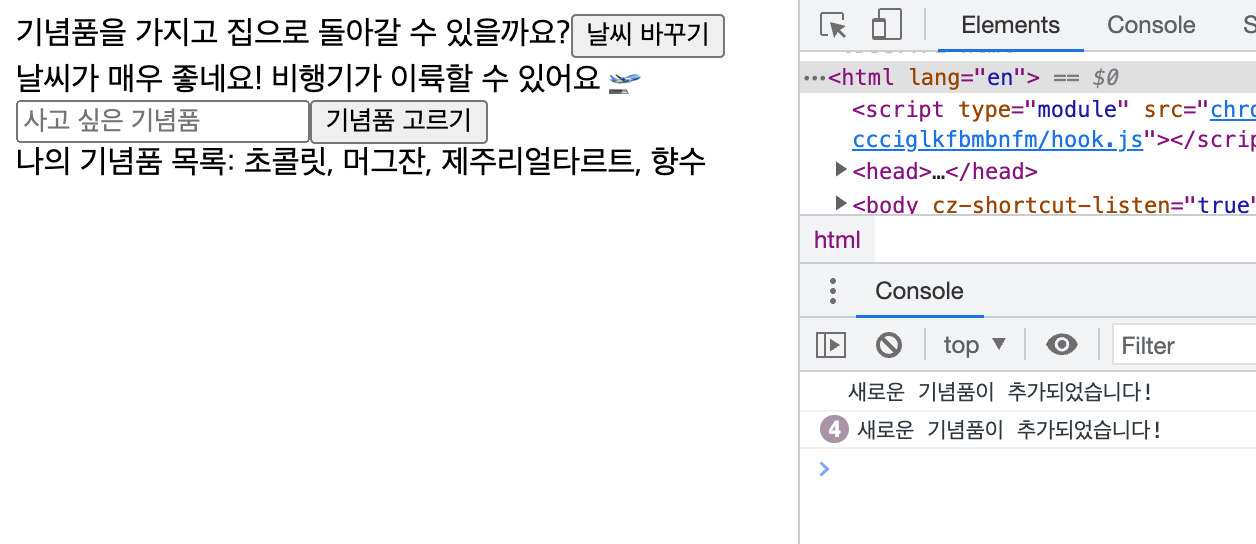 기념품을 가지고 집으로 돌아갈 수 있을까요? 날씨 바꾸기
날씨가 매우 좋네요! 비행기가 이륙할 수 있어요 🛫
사고 싶은 기념품 기념품 고르기
나의 기념품 목록: 초콜릿, 머그잔, 제주리얼타르트, 향수
Elements Console S
<html lang="en"> == $0
<script type="module" src="chro
ccciglkfbmbnfm/hook.js"></scrip
<head>…</head>
<body cz-shortcut-listen="true"
html
Console
top ▼ Filter
새로운 기념품이 추가되었습니다!
4 새로운 기념품이 추가되었습니다!